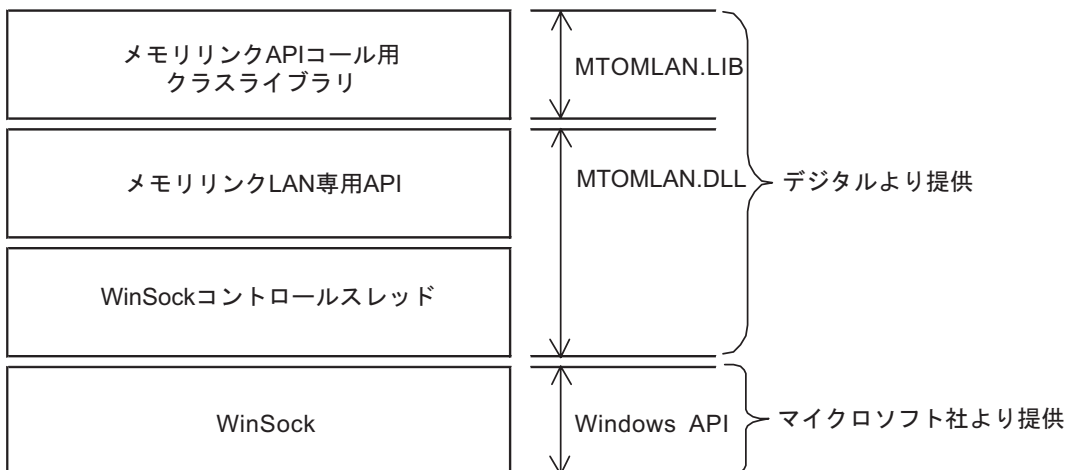 メモリリンクAPIコール用
クラスライブラリ
MTOMLAN.LIB
メモリリンクLAN専用API
MTOMLAN.DLL
デジタルより提供
WinSockコントロールスレッド
WinSock
Windows API
マイクロソフト社より提供